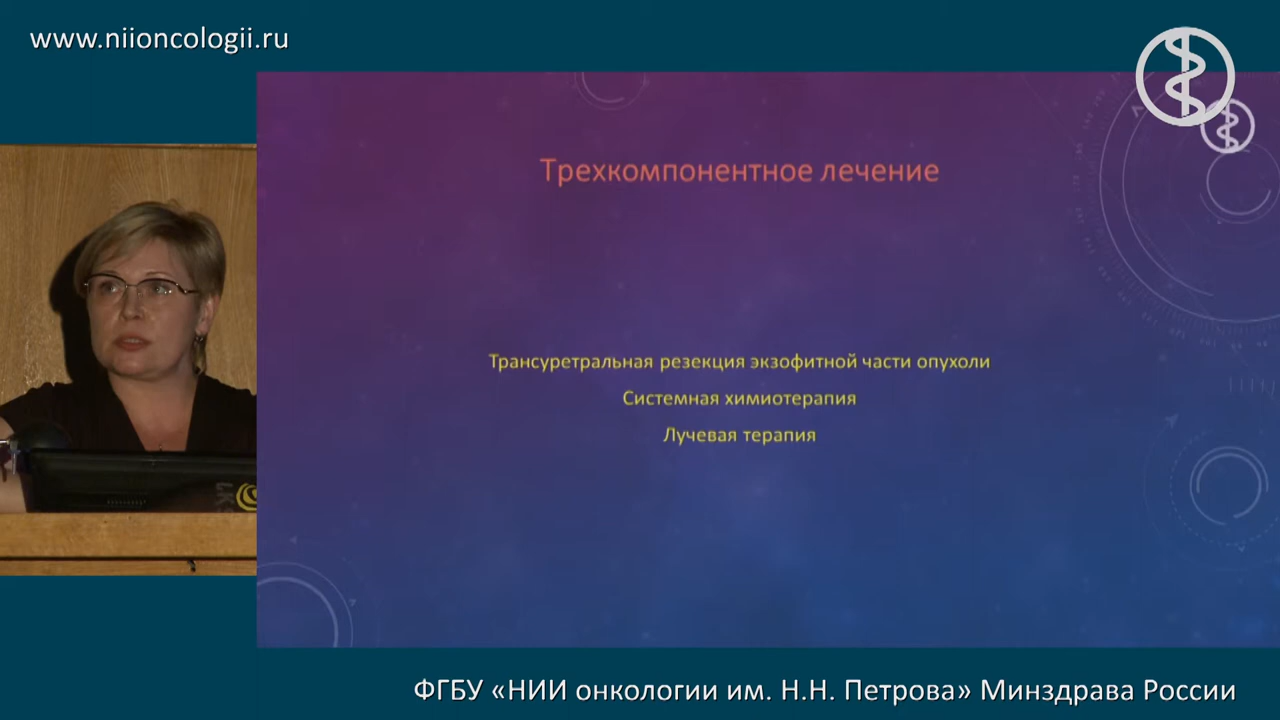 www.niioncologii.ru
Трехкомпонентное лечение
Трансуретральная резекция экзофитной части опухоли
Системная химиотерапия
Лучевая терапия
ФГБУ «НИИ онкологии им. Н.Н. Петрова» Минздрава России